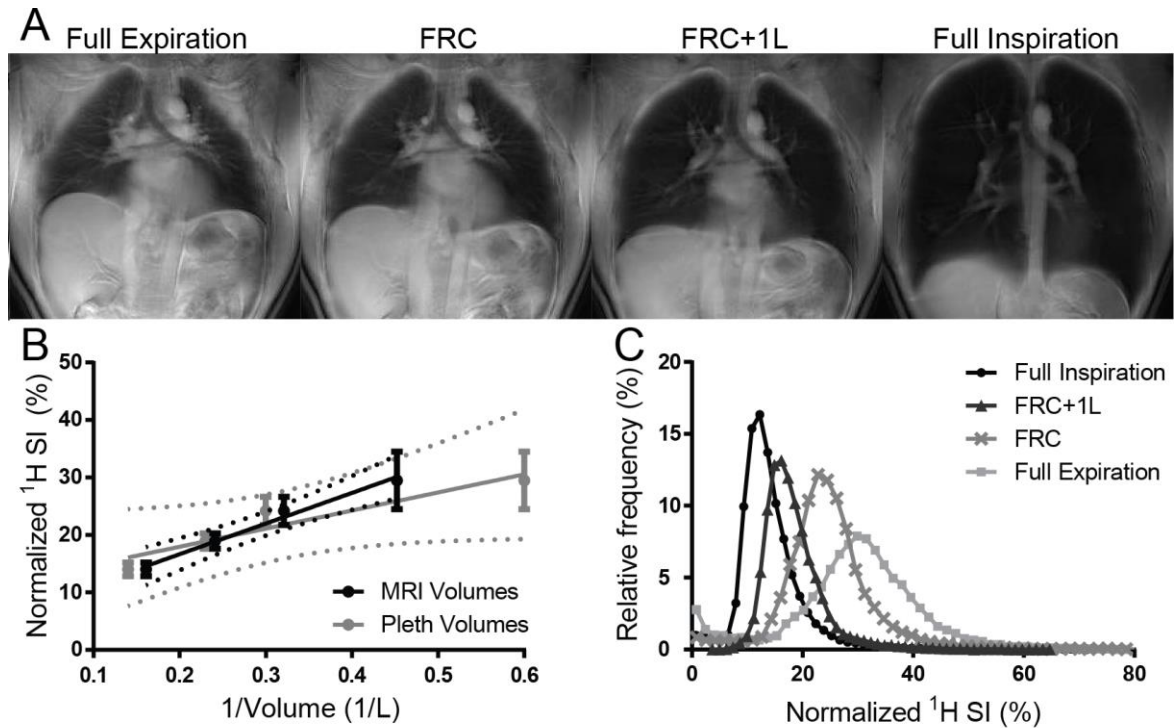 A
Full Expiration FRC FRC+1L Full Inspiration
B
50
40
30
20
10
0
0.1 0.2 0.3 0.4 0.5 0.6
Normalized ¹H SI (%)
1/Volume (1/L)
MRI Volumes
Pleth Volumes
C
20
15
10
5
0
0 20 40 60 80
Relative frequency (%)
Normalized ¹H SI (%)
Full Inspiration
FRC+1L
FRC
Full Expiration